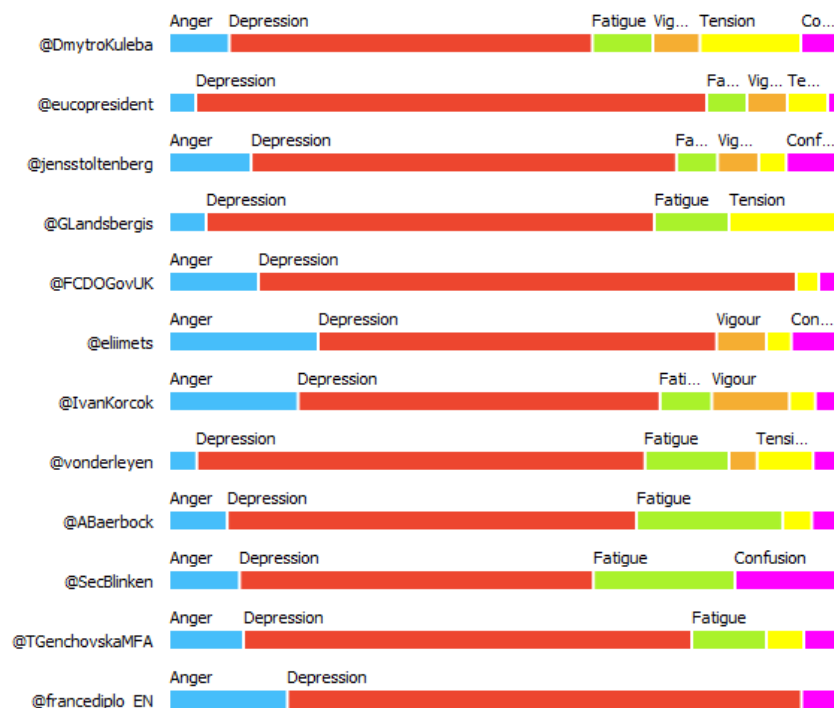 Anger Depression Fatigue Vig... Tension Co...
@DmytroKuleba
Depression Fa... Vig... Te...
@eucopresident
Anger Depression Fa... Vig... Conf...
@jensstoltenberg
Depression Fatigue Tension
@GLandsbergis
Anger Depression
@FCDOGovUK
Anger Depression Vigour Con...
@eliimets
Anger Depression Fati... Vigour
@IvanKorcok
Depression Fatigue Tensi...
@vonderleyen
Anger Depression Fatigue
@ABaerbock
Anger Depression Fatigue Confusion
@SecBlinken
Anger Depression Fatigue
@TGenchovskaMFA
Anger Depression
@francediplo_EN